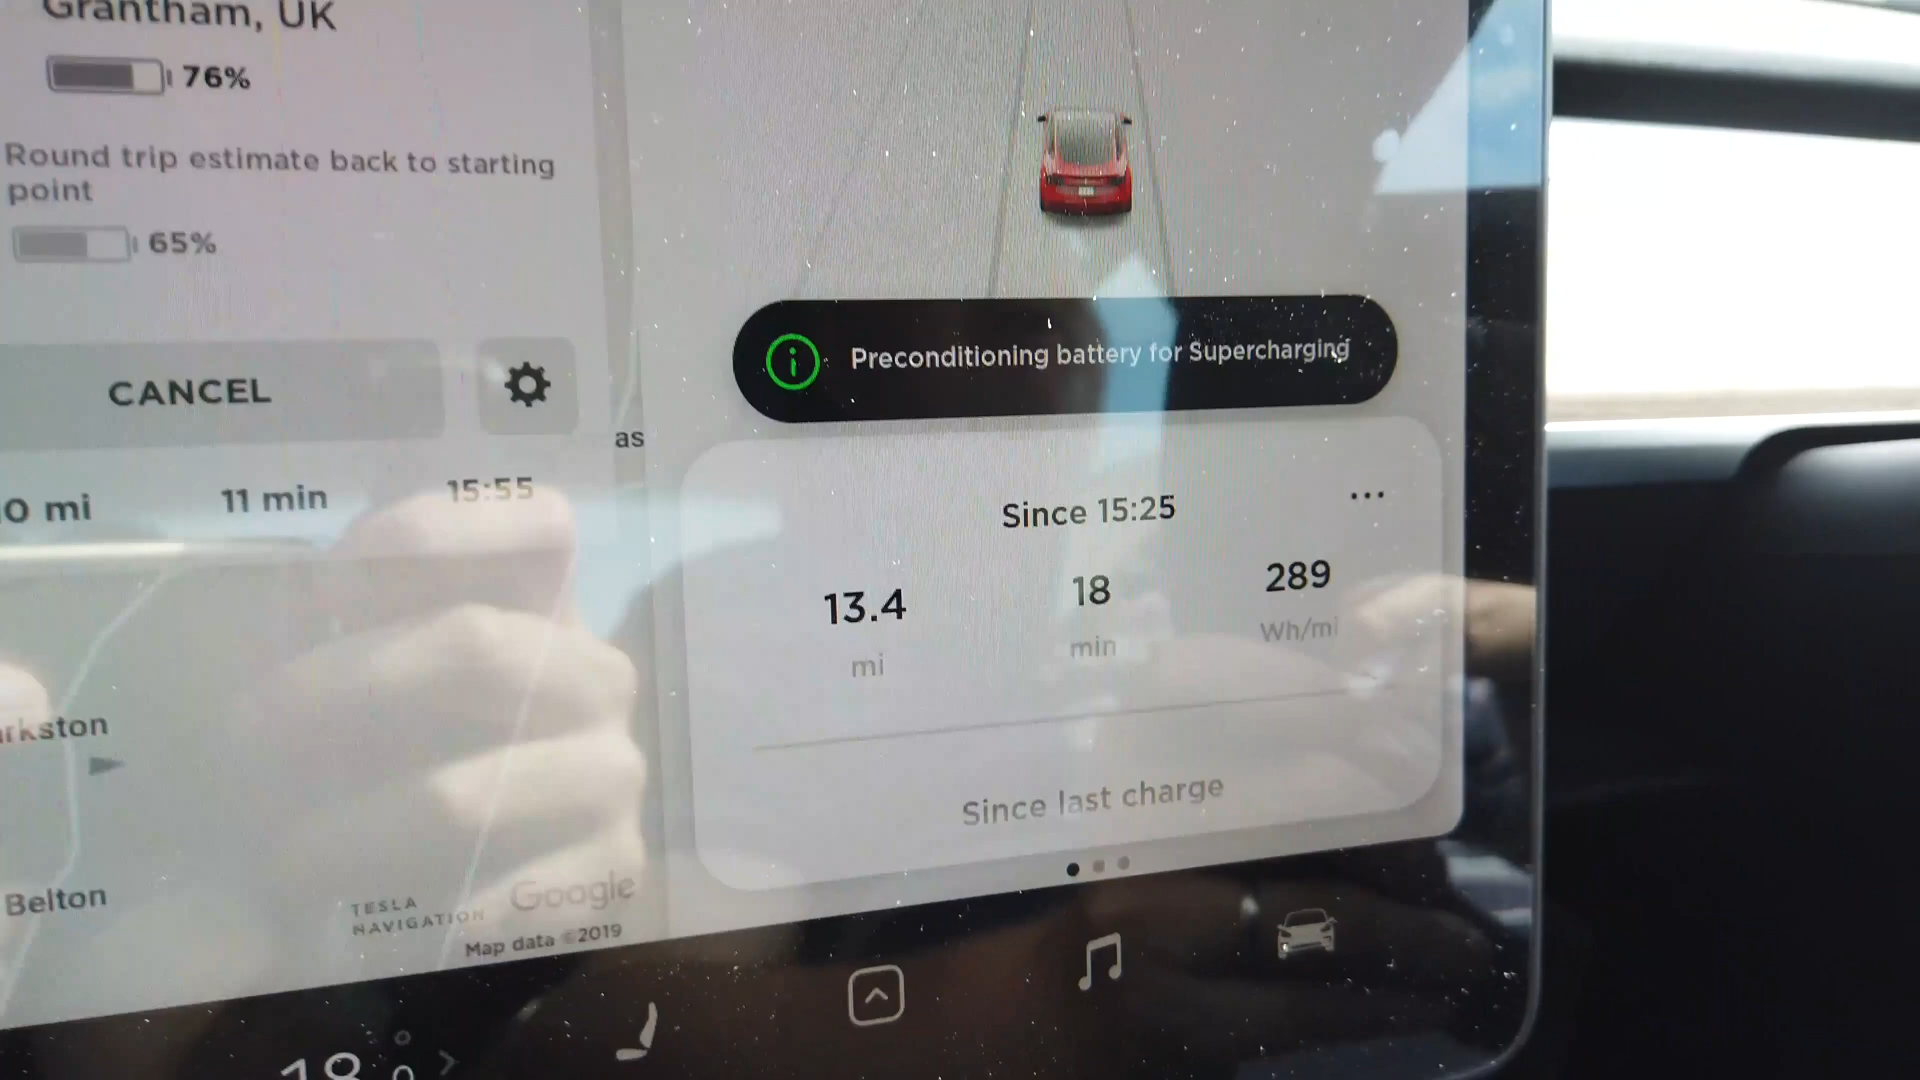 Grantham, UK
76%
Round trip estimate back to starting
point
65%
CANCEL
as
0 mi
11 min
15:55
Preconditioning battery for Supercharging
Since 15:25
...
13.4
18
289
mi
min
Wh/mi
Since last charge
rkston
Belton
TESLA
NAVIGATION
Google
Map data ©2019